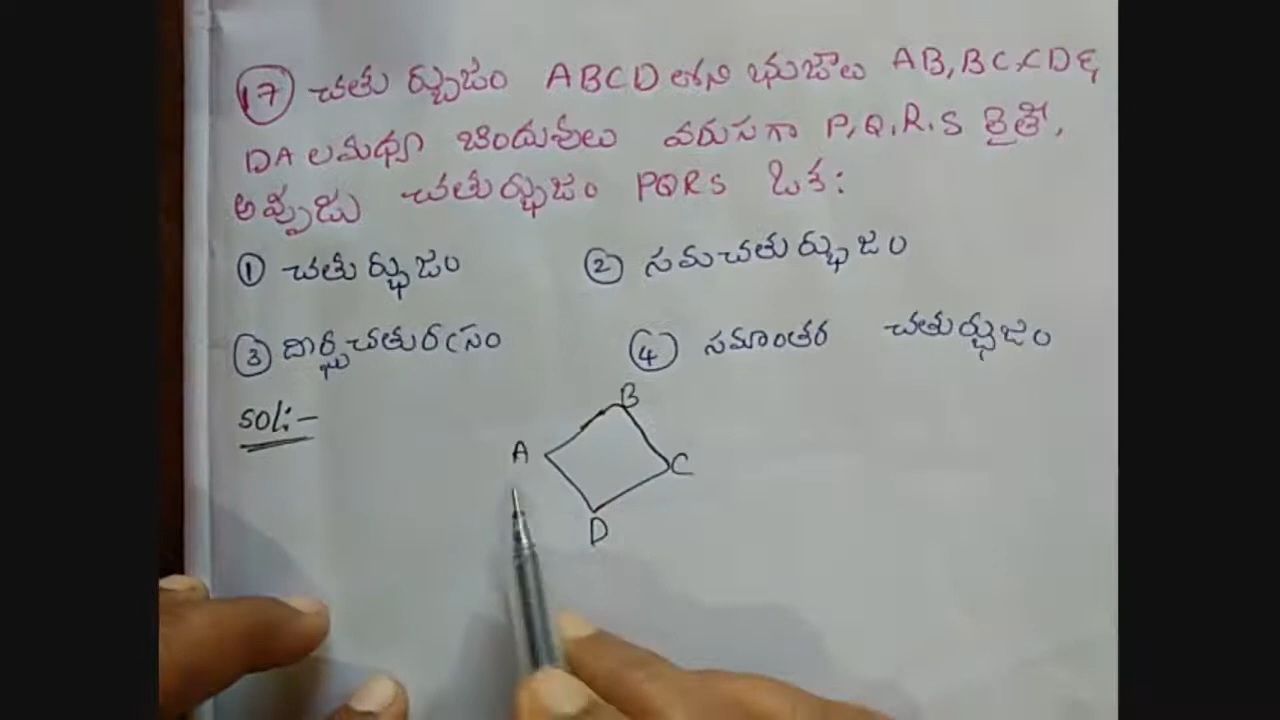 17 చతుర్భుజం ABCD లోని భుజాలు AB, BC, CD &
DA ల మధ్య బిందువులు వరుసగా P, Q, R, S లైతే,
అప్పుడు చతుర్భుజం PQRS ఒక:
① చతుర్భుజం ② సమచతుర్భుజం
③ దీర్ఘచతురస్రం ④ సమాంతర చతుర్భుజం
SOL:-
B
A
C
D